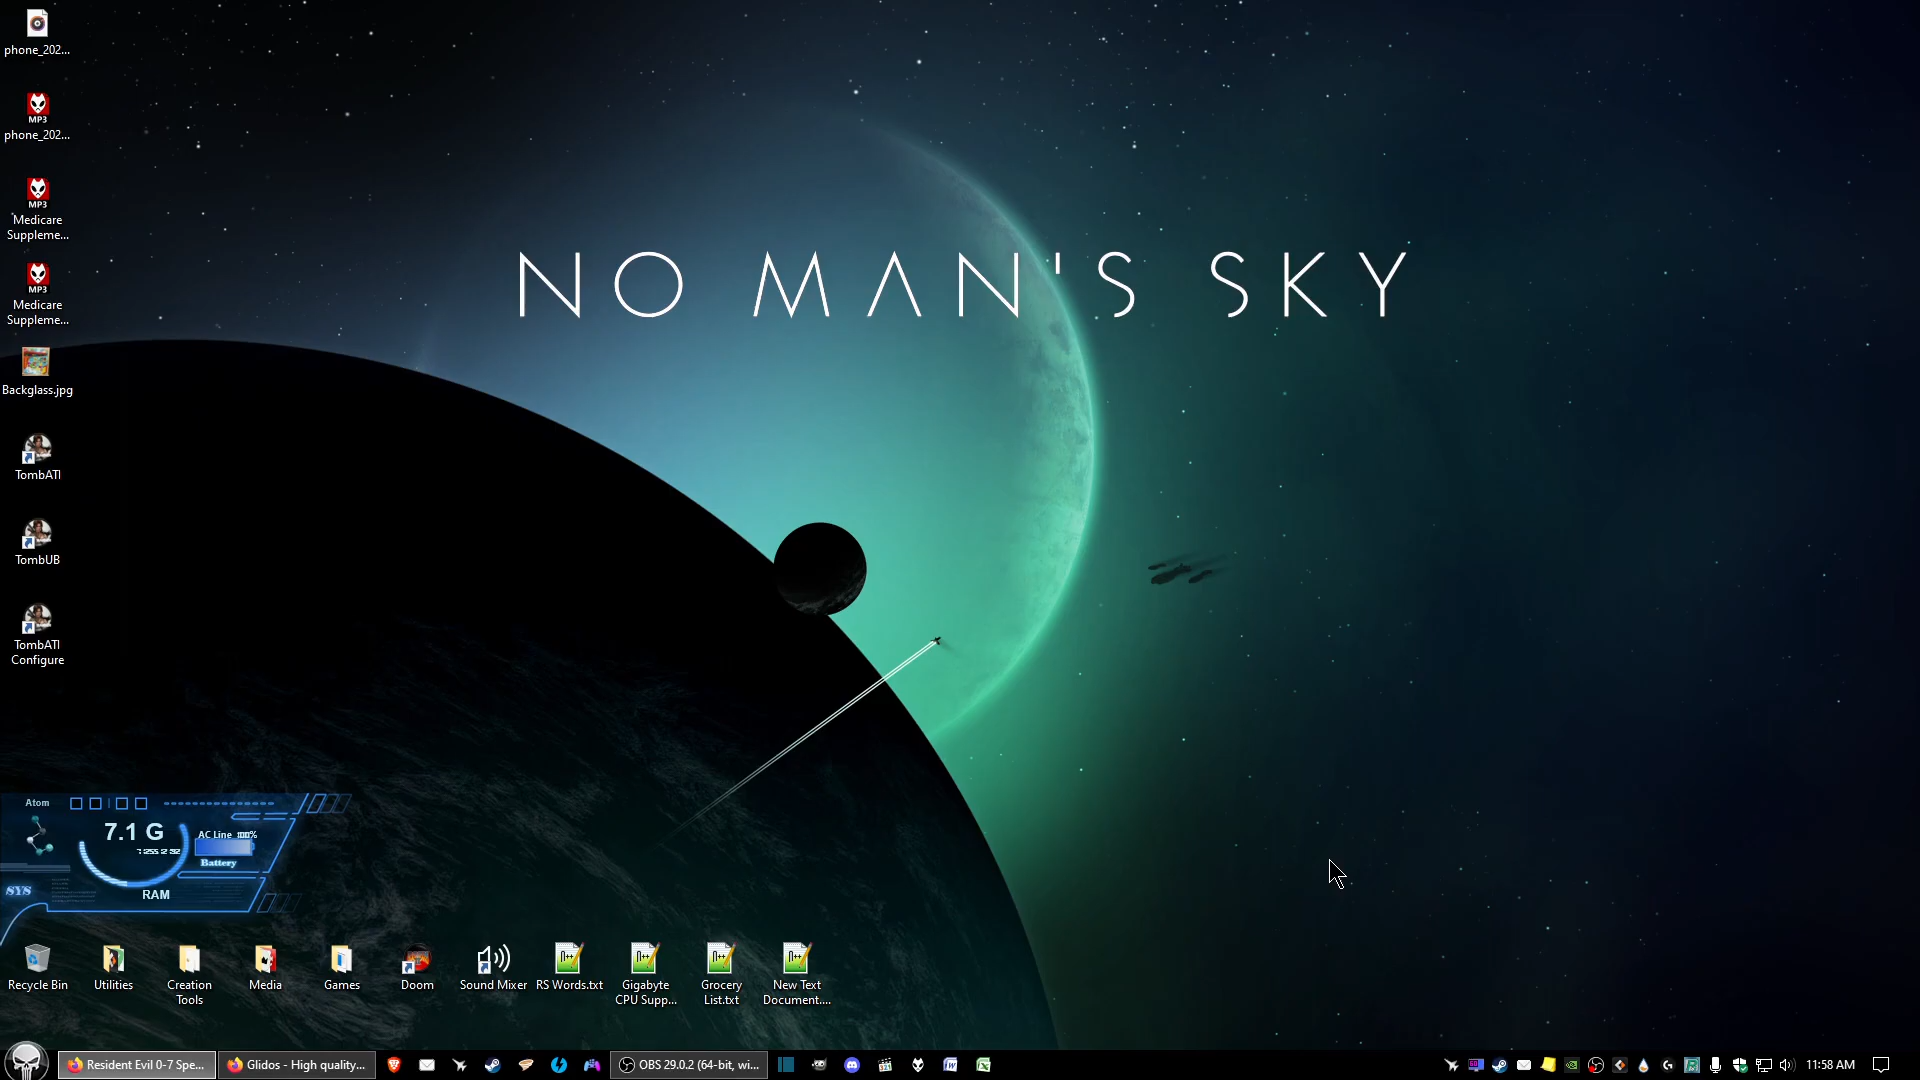 phone_202...
phone_202...
Medicare
Suppleme...
Medicare
Suppleme...
Backglass.jpg
TombATI
TombUB
TombATI
Configure
NO MAN'S SKY
Atom
7.1 G
RAM
AC Line
Battery
SYS
Recycle Bin
Utilities
Creation
Tools
Media
Games
Doom
Sound Mixer
RS Words.txt
Gigabyte
CPU Supp...
Grocery
List.txt
New Text
Document....
Resident Evil 0-7 Spe...
Glidos - High quality...
OBS 29.0.2 (64-bit, wi...
11:58 AM